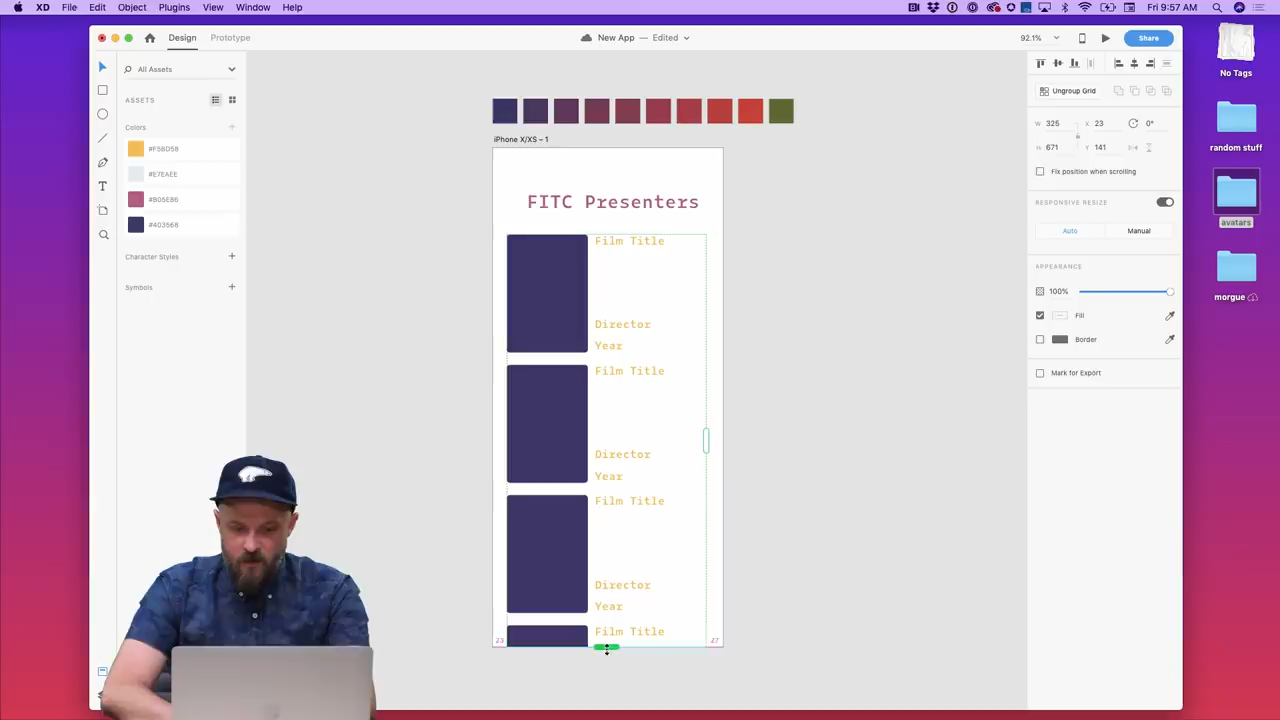 XD File Edit Object Plugins View Window Help
Fri 9:57 AM
Design Prototype
New App — Edited
92.1%
Share
All Assets
ASSETS
Colors
#F5BD58
#E7EAEE
#B05E86
#403568
Character Styles
Symbols
iPhone X/XS – 1
FITC Presenters
Film Title
Director
Year
Film Title
Director
Year
Film Title
Director
Year
Film Title
23
27
Ungroup Grid
W 325 X 23 0°
H 671 Y 141
Fix position when scrolling
RESPONSIVE RESIZE
Auto Manual
APPEARANCE
100%
Fill
Border
Mark for Export
No Tags
random stuff
avatars
morgue